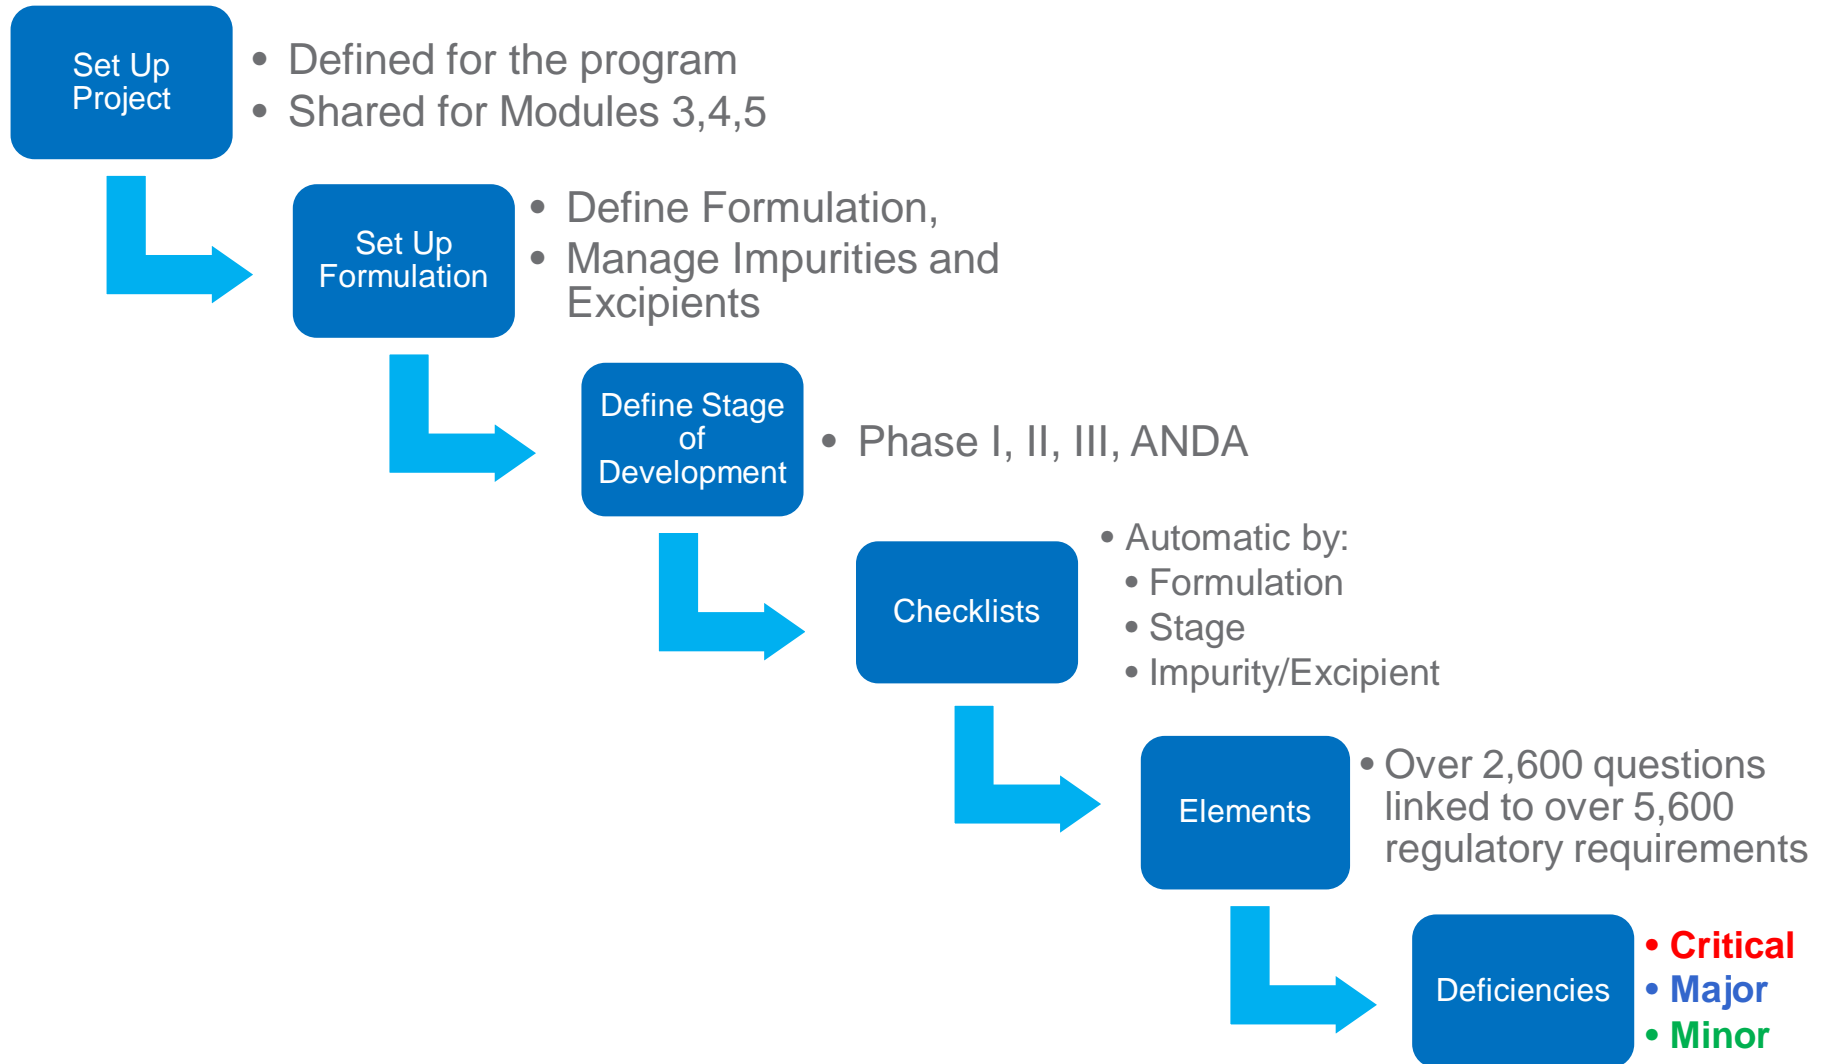 Set Up
Project
• Defined for the program
• Shared for Modules 3,4,5
Set Up
Formulation
• Define Formulation,
• Manage Impurities and
Excipients
Define Stage
of
Development
• Phase I, II, III, ANDA
Checklists
• Automatic by:
• Formulation
• Stage
• Impurity/Excipient
Elements
• Over 2,600 questions
linked to over 5,600
regulatory requirements
Deficiencies
• Critical
• Major
• Minor